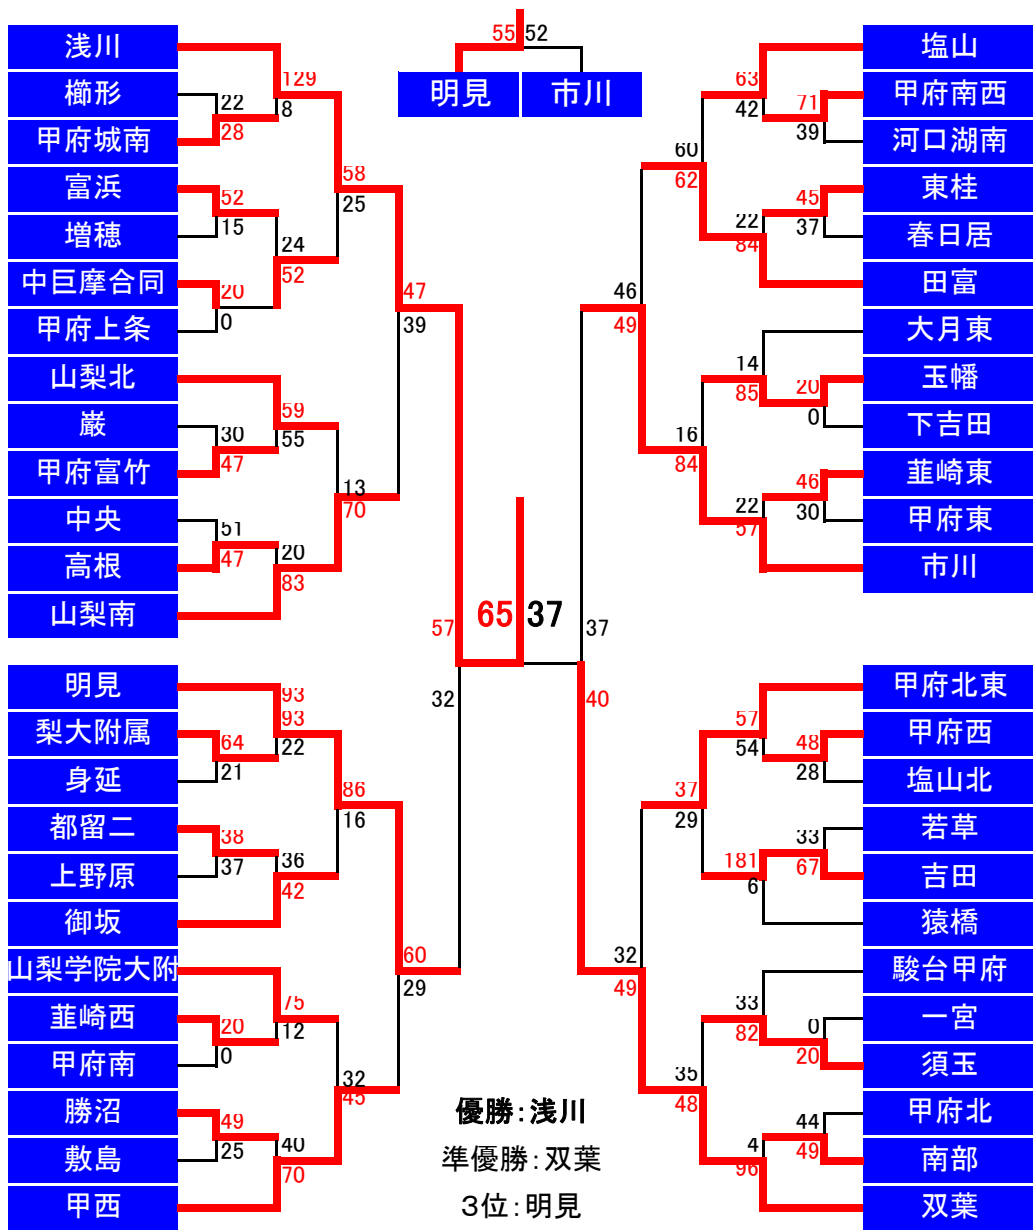 浅川
櫛形
甲府城南
富浜
増穂
中巨摩合同
甲府上条
山梨北
巌
甲府富竹
中央
高根
山梨南
129
22
8
28
52
15
24
52
20
0
58
25
59
30
55
47
13
70
51
47
20
83
47
39
明見
梨大附属
身延
都留二
上野原
御坂
山梨学院大附
韮崎西
甲府南
勝沼
敷島
甲西
93
93
64
22
21
86
16
38
37
36
42
60
29
75
20
12
0
32
45
49
25
40
70
57
32
55 52
明見 市川
65 37
37
40
塩山
甲府南西
河口湖南
東桂
春日居
田富
大月東
玉幡
下吉田
韮崎東
甲府東
市川
63
42
71
39
60
62
45
22
37
84
46
49
14
85
20
0
16
84
46
22
30
57
甲府北東
甲府西
塩山北
若草
吉田
猿橋
駿台甲府
一宮
須玉
甲府北
南部
双葉
57
54
48
28
37
29
33
181
67
6
32
49
33
82
0
20
35
48
44
4
49
96
優勝:浅川
準優勝:双葉
3位:明見